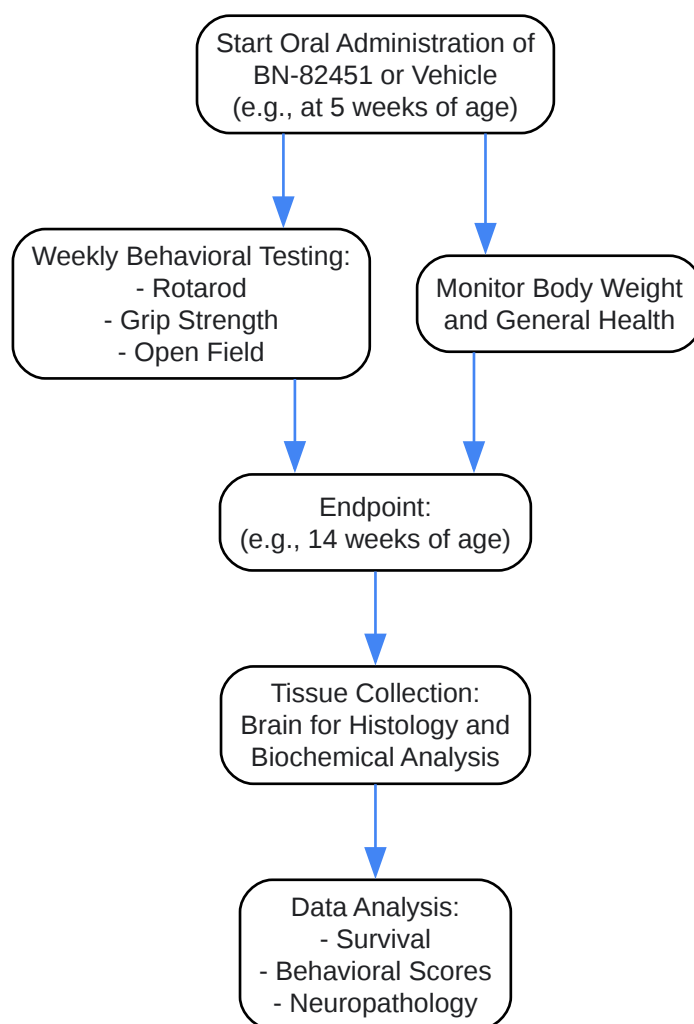 Start Oral Administration of
BN-82451 or Vehicle
(e.g., at 5 weeks of age)
Weekly Behavioral Testing:
- Rotarod
- Grip Strength
- Open Field
Monitor Body Weight
and General Health
Endpoint:
(e.g., 14 weeks of age)
Tissue Collection:
Brain for Histology and
Biochemical Analysis
Data Analysis:
- Survival
- Behavioral Scores
- Neuropathology